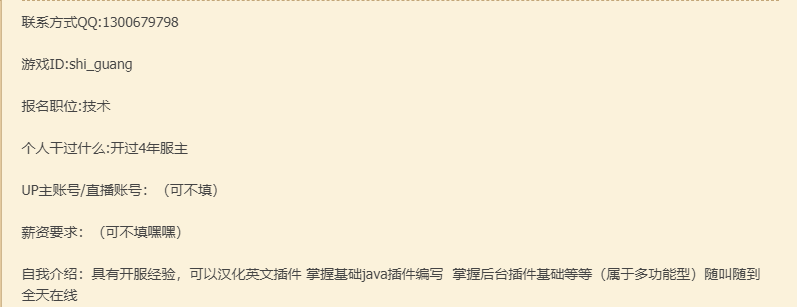 联系方式QQ:1300679798
游戏ID:shi_guang
报名职位:技术
个人干过什么:开过4年服主
UP主账号/直播账号：（可不填）
薪资要求：（可不填嘿嘿）
自我介绍：具有开服经验，可以汉化英文插件 掌握基础java插件编写  掌握后台插件基础等等（属于多功能型）随叫随到
全天在线